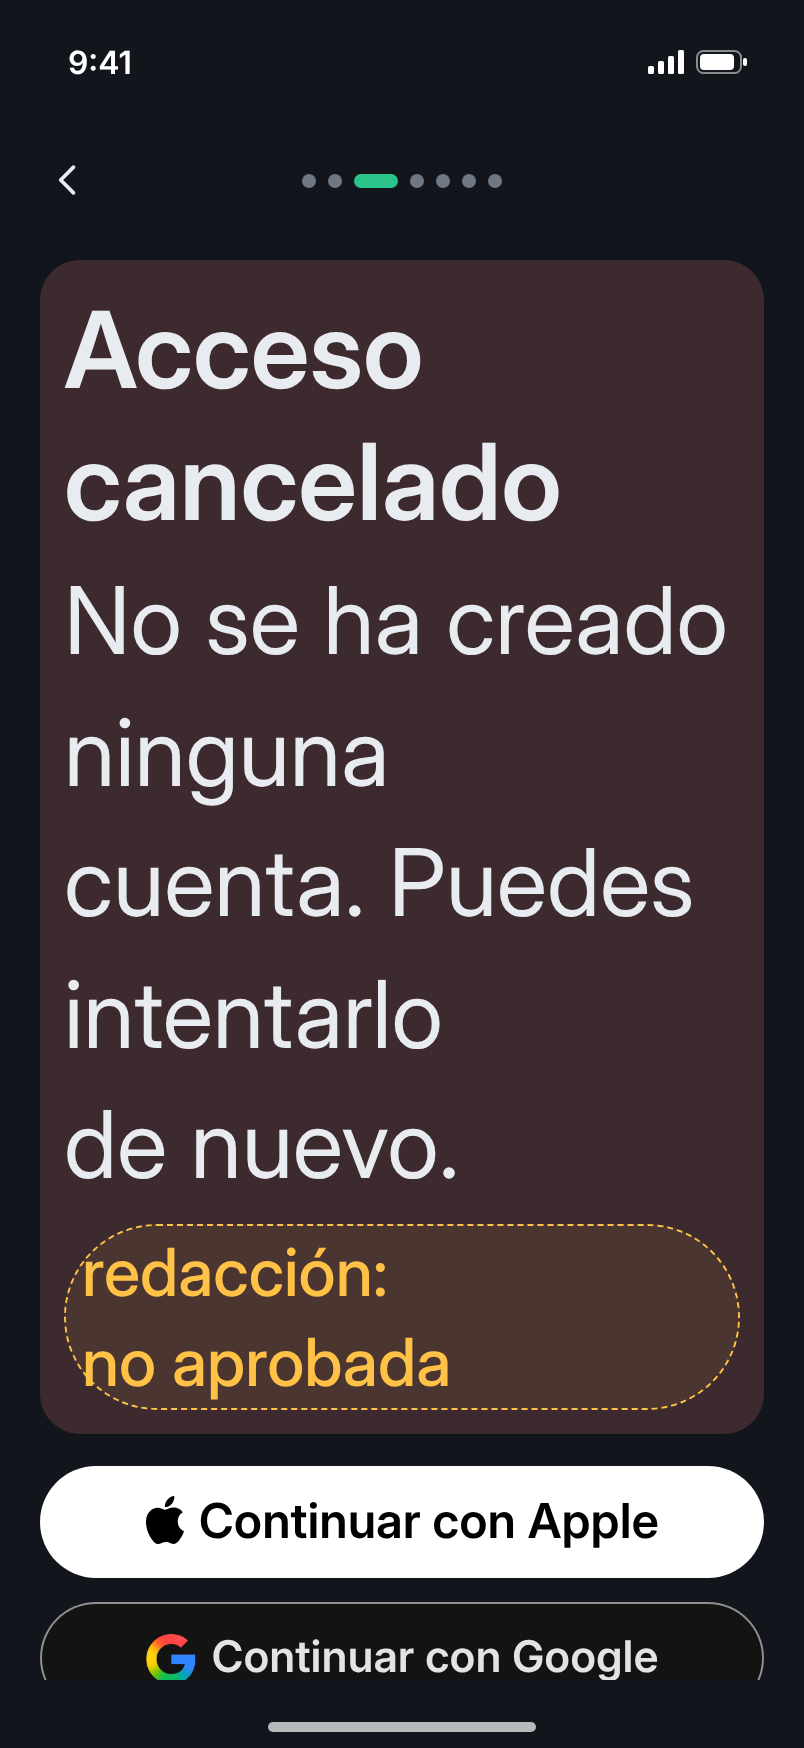 9:41
Acceso
cancelado
No se ha creado
ninguna
cuenta. Puedes
intentarlo
de nuevo.
redacción:
no aprobada
Continuar con Apple
Continuar con Google